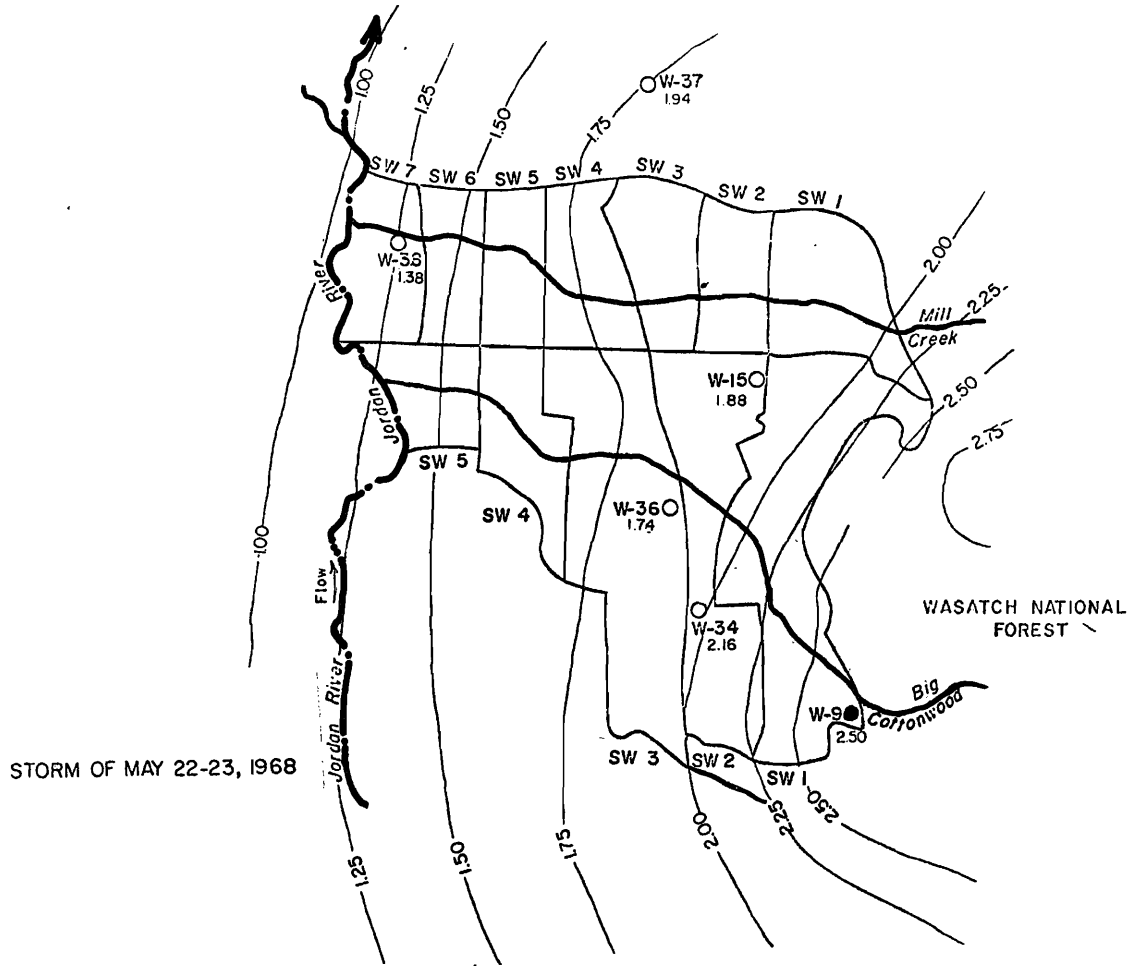 1.00
1.25
1.50
1.75
W-37
1.94
SW 7
SW 6
SW 5
SW 4
SW 3
SW 2
SW 1
2.00
1.38
River
Mill
Creek
2.25
2.50
2.75
W-15
1.88
Jordan
SW 5
SW 4
W-36
1.74
1.00
Flow
W-34
2.16
WASATCH NATIONAL
FOREST
Big
Cottonwood
W-9
2.50
Jordan River
STORM OF MAY 22-23, 1968
SW 3
SW 2
SW 1
1.25
1.50
1.75
2.00
2.25
2.50